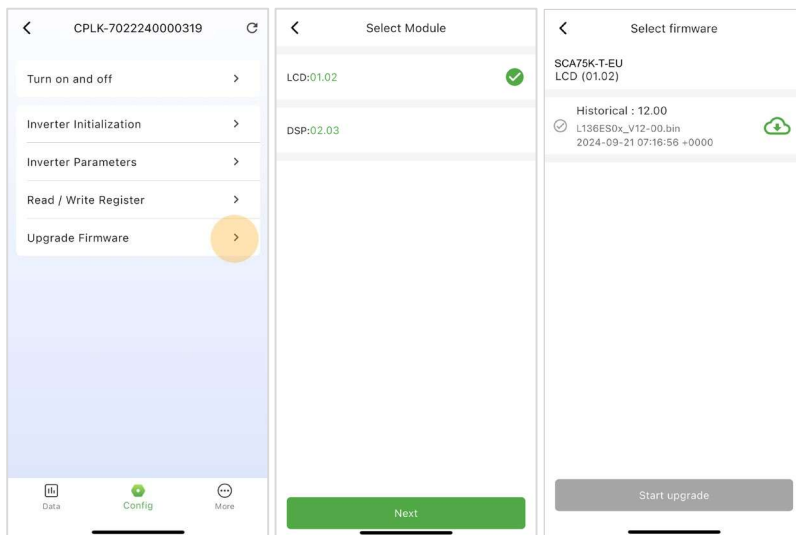 CPLK-7022240000319
Turn on and off
Inverter Initialization
Inverter Parameters
Read / Write Register
Upgrade Firmware
Data
Config
More
Select Module
LCD:01.02
DSP:02.03
Next
Select firmware
SCA75K-T-EU
LCD (01.02)
Historical : 12.00
L136ES0x_V12-00.bin
2024-09-21 07:16:56 +0000
Start upgrade